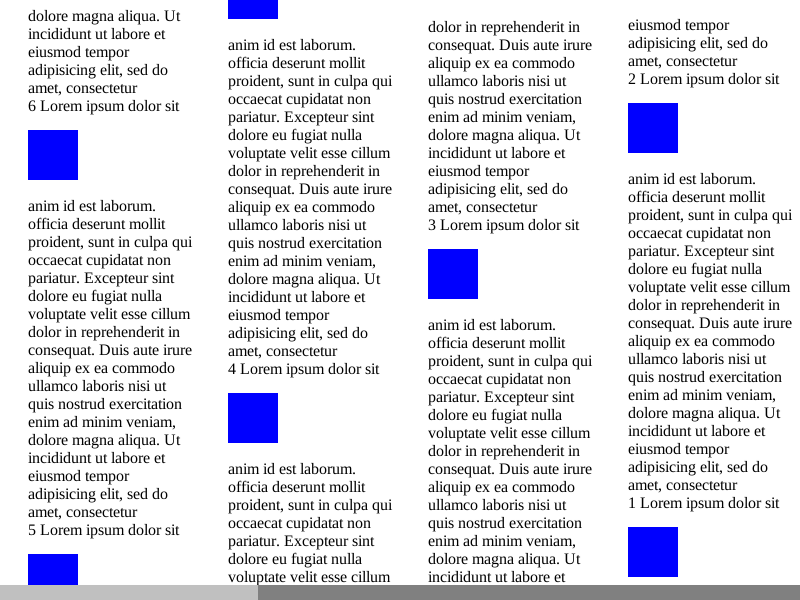 dolore magna aliqua. Ut
incididunt ut labore et
eiusmod tempor
adipisicing elit, sed do
amet, consectetur
6 Lorem ipsum dolor sit
anim id est laborum.
officia deserunt mollit
proident, sunt in culpa qui
occaecat cupidatat non
pariatur. Excepteur sint
dolore eu fugiat nulla
voluptate velit esse cillum
dolor in reprehenderit in
consequat. Duis aute irure
aliquip ex ea commodo
ullamco laboris nisi ut
quis nostrud exercitation
enim ad minim veniam,
dolore magna aliqua. Ut
incididunt ut labore et
eiusmod tempor
adipisicing elit, sed do
amet, consectetur
5 Lorem ipsum dolor sit
anim id est laborum.
officia deserunt mollit
proident, sunt in culpa qui
occaecat cupidatat non
pariatur. Excepteur sint
dolore eu fugiat nulla
voluptate velit esse cillum
dolor in reprehenderit in
consequat. Duis aute irure
aliquip ex ea commodo
ullamco laboris nisi ut
quis nostrud exercitation
enim ad minim veniam,
dolore magna aliqua. Ut
incididunt ut labore et
eiusmod tempor
adipisicing elit, sed do
amet, consectetur
4 Lorem ipsum dolor sit
anim id est laborum.
officia deserunt mollit
proident, sunt in culpa qui
occaecat cupidatat non
pariatur. Excepteur sint
dolore eu fugiat nulla
voluptate velit esse cillum
dolor in reprehenderit in
consequat. Duis aute irure
aliquip ex ea commodo
ullamco laboris nisi ut
quis nostrud exercitation
enim ad minim veniam,
dolore magna aliqua. Ut
incididunt ut labore et
eiusmod tempor
adipisicing elit, sed do
amet, consectetur
3 Lorem ipsum dolor sit
anim id est laborum.
officia deserunt mollit
proident, sunt in culpa qui
occaecat cupidatat non
pariatur. Excepteur sint
dolore eu fugiat nulla
voluptate velit esse cillum
dolor in reprehenderit in
consequat. Duis aute irure
aliquip ex ea commodo
ullamco laboris nisi ut
quis nostrud exercitation
enim ad minim veniam,
dolore magna aliqua. Ut
incididunt ut labore et
eiusmod tempor
adipisicing elit, sed do
amet, consectetur
2 Lorem ipsum dolor sit
anim id est laborum.
officia deserunt mollit
proident, sunt in culpa qui
occaecat cupidatat non
pariatur. Excepteur sint
dolore eu fugiat nulla
voluptate velit esse cillum
dolor in reprehenderit in
consequat. Duis aute irure
aliquip ex ea commodo
ullamco laboris nisi ut
quis nostrud exercitation
enim ad minim veniam,
dolore magna aliqua. Ut
incididunt ut labore et
eiusmod tempor
adipisicing elit, sed do
amet, consectetur
1 Lorem ipsum dolor sit